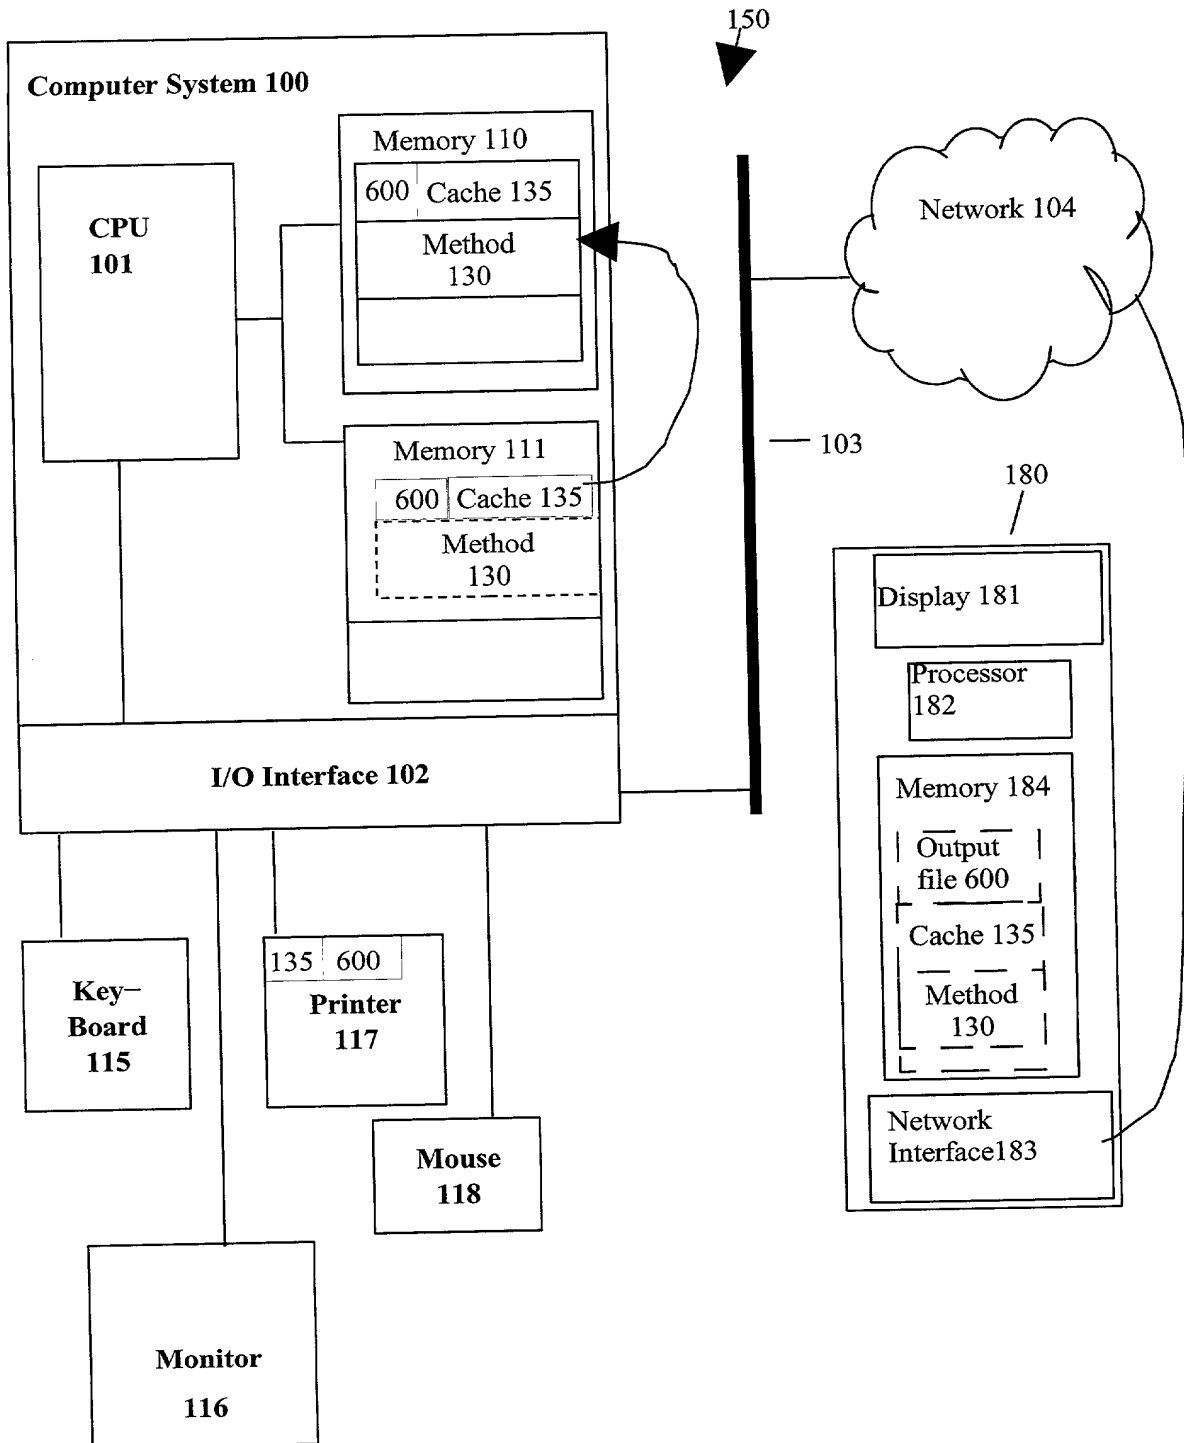 150
Computer System 100
Memory 110
600 Cache 135
Method
130
CPU
101
Network 104
Memory 111
600 Cache 135
Method
130
103
180
Display 181
Processor
182
I/O Interface 102
Memory 184
Output
file 600
Cache 135
Method
130
135 600
Printer
117
Key-
Board
115
Network
Interface183
Mouse
118
Monitor
116